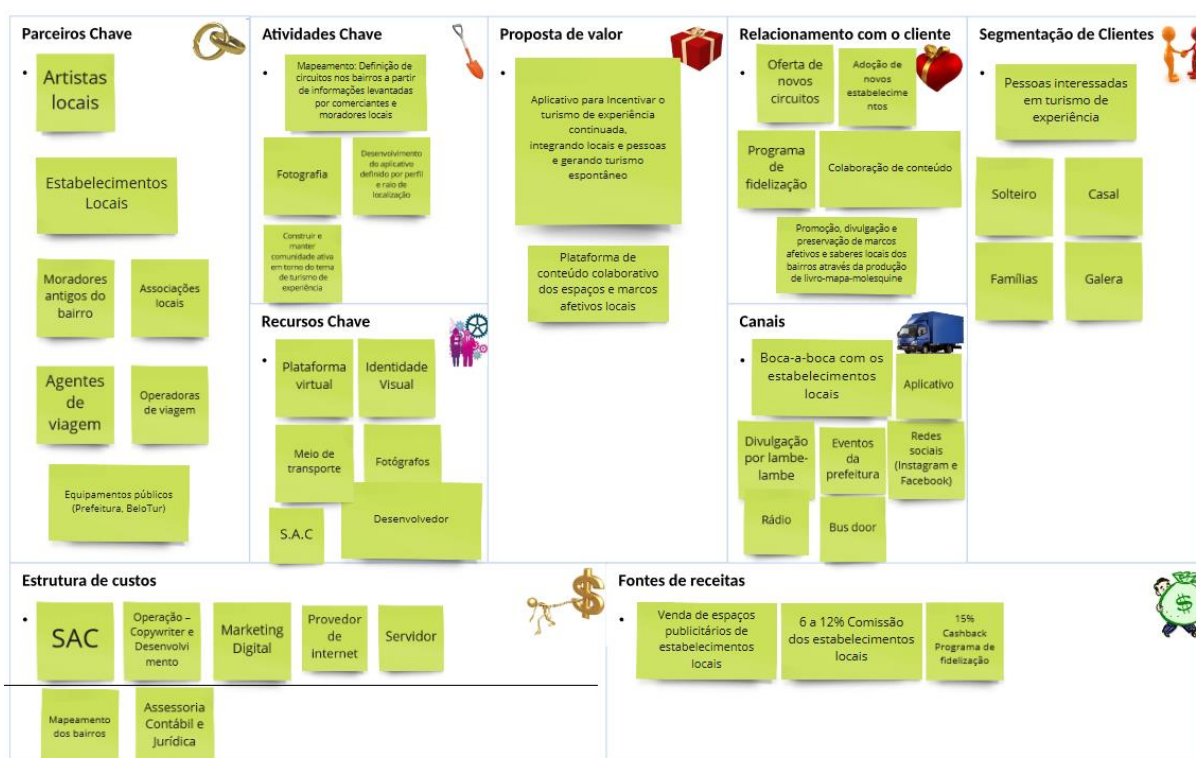 Parceiros Chave
Artistas
locais
Estabelecimentos
Locais
Moradores
antigos do
bairro
Associações
locais
Agentes
de
viagem
Operadoras
de viagem
Equipamentos públicos
(Prefeitura, BeloTur)
Atividades Chave
Mapeamento: Definição de
circuitos nos bairros a partir
de informações levantadas
por comerciantes e
moradores locais
Fotografia
Desenvolvimento
do aplicativo
definido por perfil
e raio de
localização
Construir e
manter
comunidade ativa
em torno do tema
de turismo de
experiência
Recursos Chave
Plataforma
virtual
Identidade
Visual
Meio de
transporte
Fotógrafos
S.A.C
Desenvolvedor
Proposta de valor
Aplicativo para Incentivar o
turismo de experiência
continuada,
integrando locais e pessoas
e gerando turismo
espontâneo
Plataforma de
conteúdo colaborativo
dos espaços e marcos
afetivos locais
Relacionamento com o cliente
Oferta de
novos
circuitos
Adoção de
novos
estabelecime
ntos
Programa
de
fidelização
Colaboração de conteúdo
Promoção, divulgação e
preservação de marcos
afetivos e saberes locais dos
bairros através da produção
de livro-mapa-molesquine
Canais
Boca-a-boca com os
estabelecimentos
locais
Aplicativo
Divulgação
por lambe-
lambe
Eventos
da
prefeitura
Redes
sociais
(Instagram e
Facebook)
Rádio
Bus door
Segmentação de Clientes
Pessoas interessadas
em turismo de
experiência
Solteiro
Casal
Famílias
Galera
Estrutura de custos
SAC
Operação –
Copywriter e
Desenvolvi
mento
Marketing
Digital
Provedor
de
internet
Servidor
Mapeamento
dos bairros
Assessoria
Contábil e
Jurídica
Fontes de receitas
Venda de espaços
publicitários de
estabelecimentos
locais
6 a 12% Comissão
dos estabelecimentos
locais
15%
Cashback
Programa de
fidelização